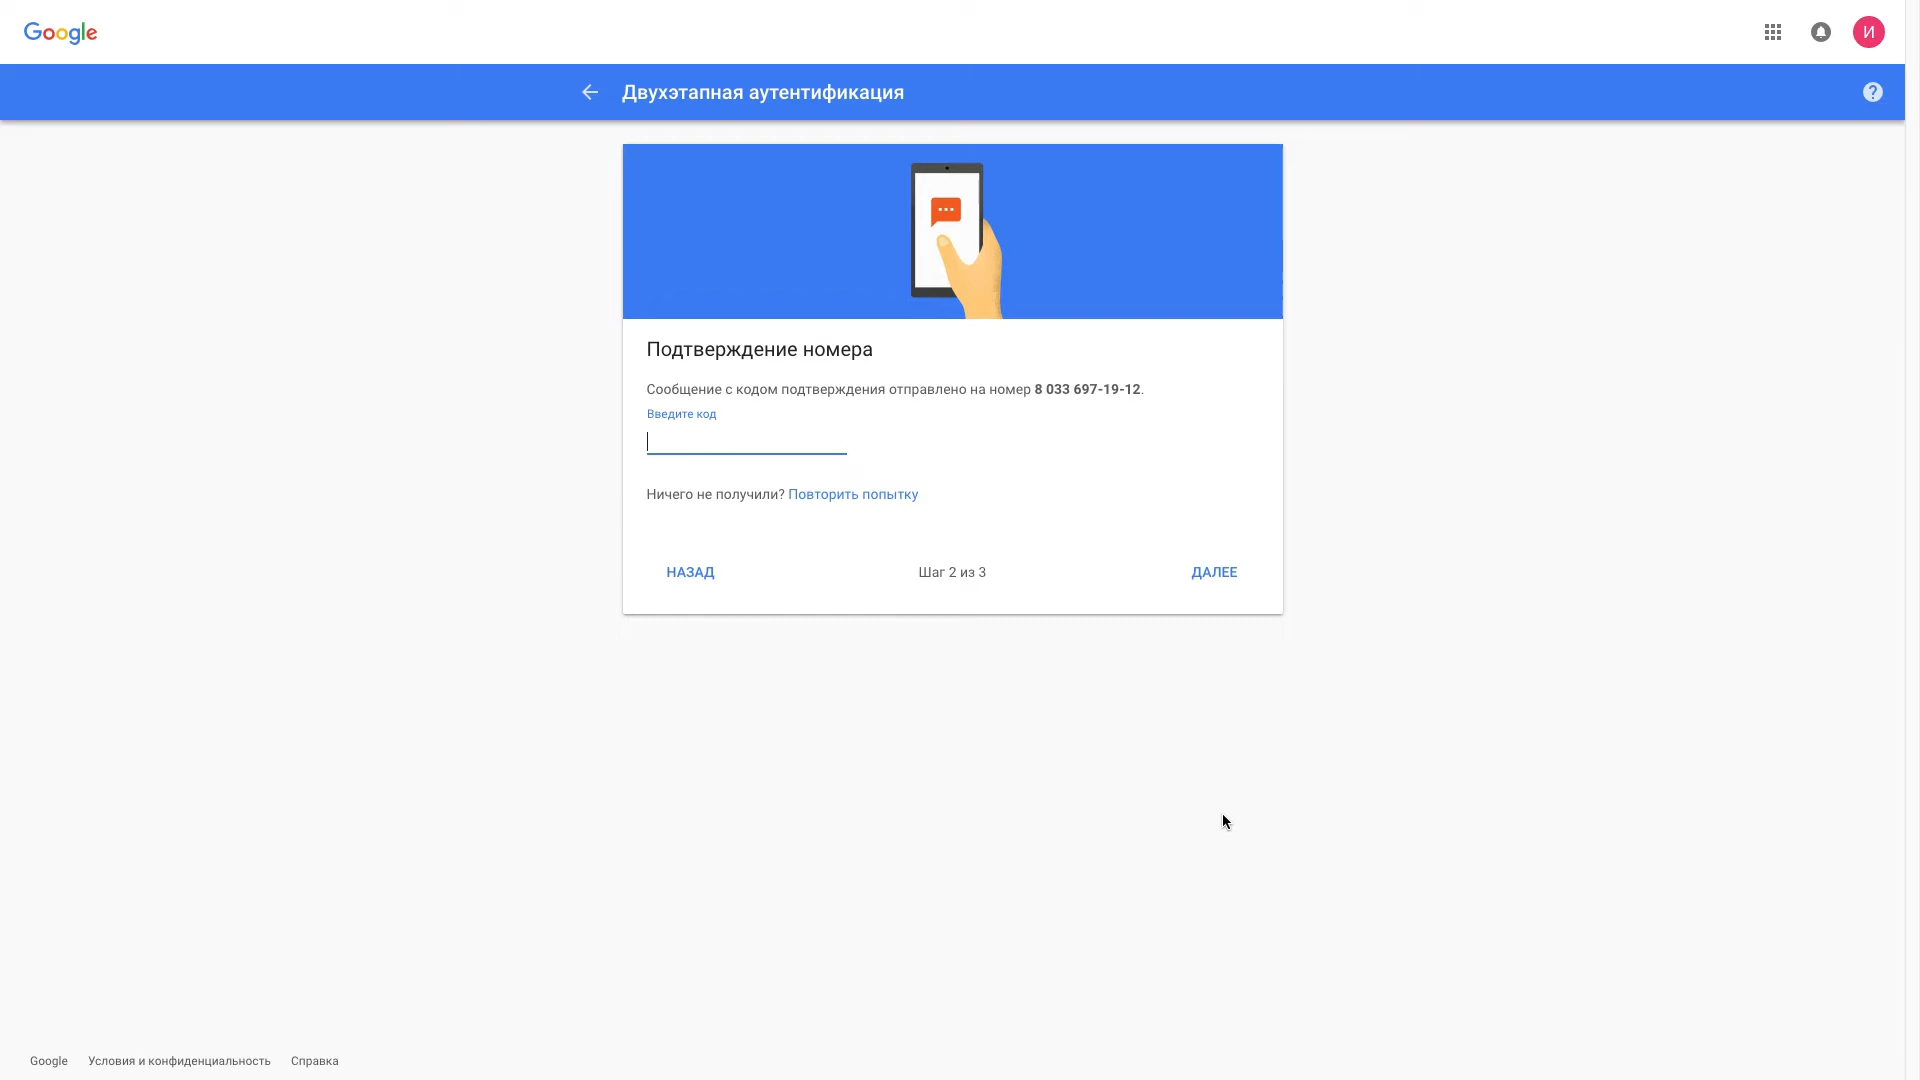 Google
И
Двухэтапная аутентификация
?
Подтверждение номера
Сообщение с кодом подтверждения отправлено на номер 8 033 697-19-12.
Введите код
Ничего не получили? Повторить попытку
НАЗАД Шаг 2 из 3 ДАЛЕЕ
Google Условия и конфиденциальность Справка